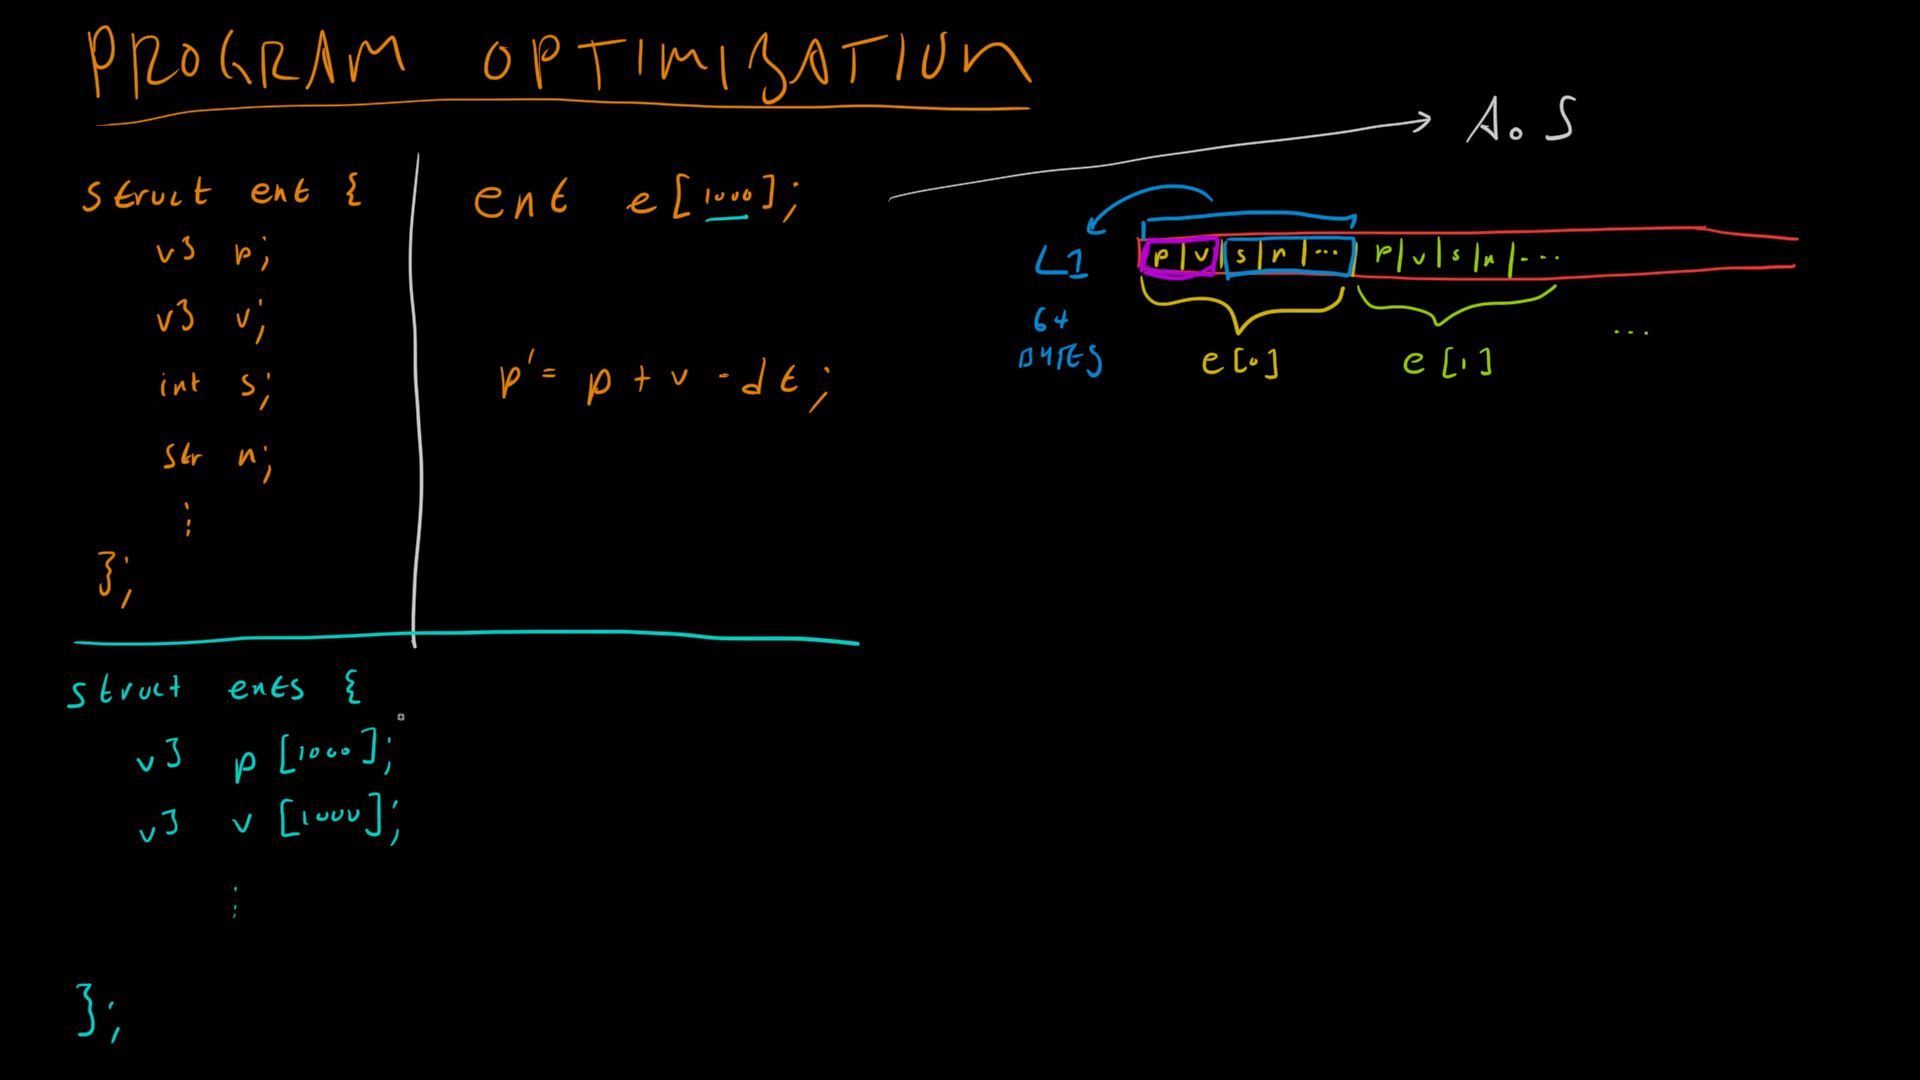 PROGRAM OPTIMIZATION
struct ent {
v3 p;
v3 v;
int s;
str n;
⋮
};
ent e[1000];
p' = p + v · dt;
AoS
L1
64
BYTES
p|v|s|n|... p|v|s|n|...
e[0] e[1] ...
struct ents {
v3 p[1000];
v3 v[1000];
⋮
};